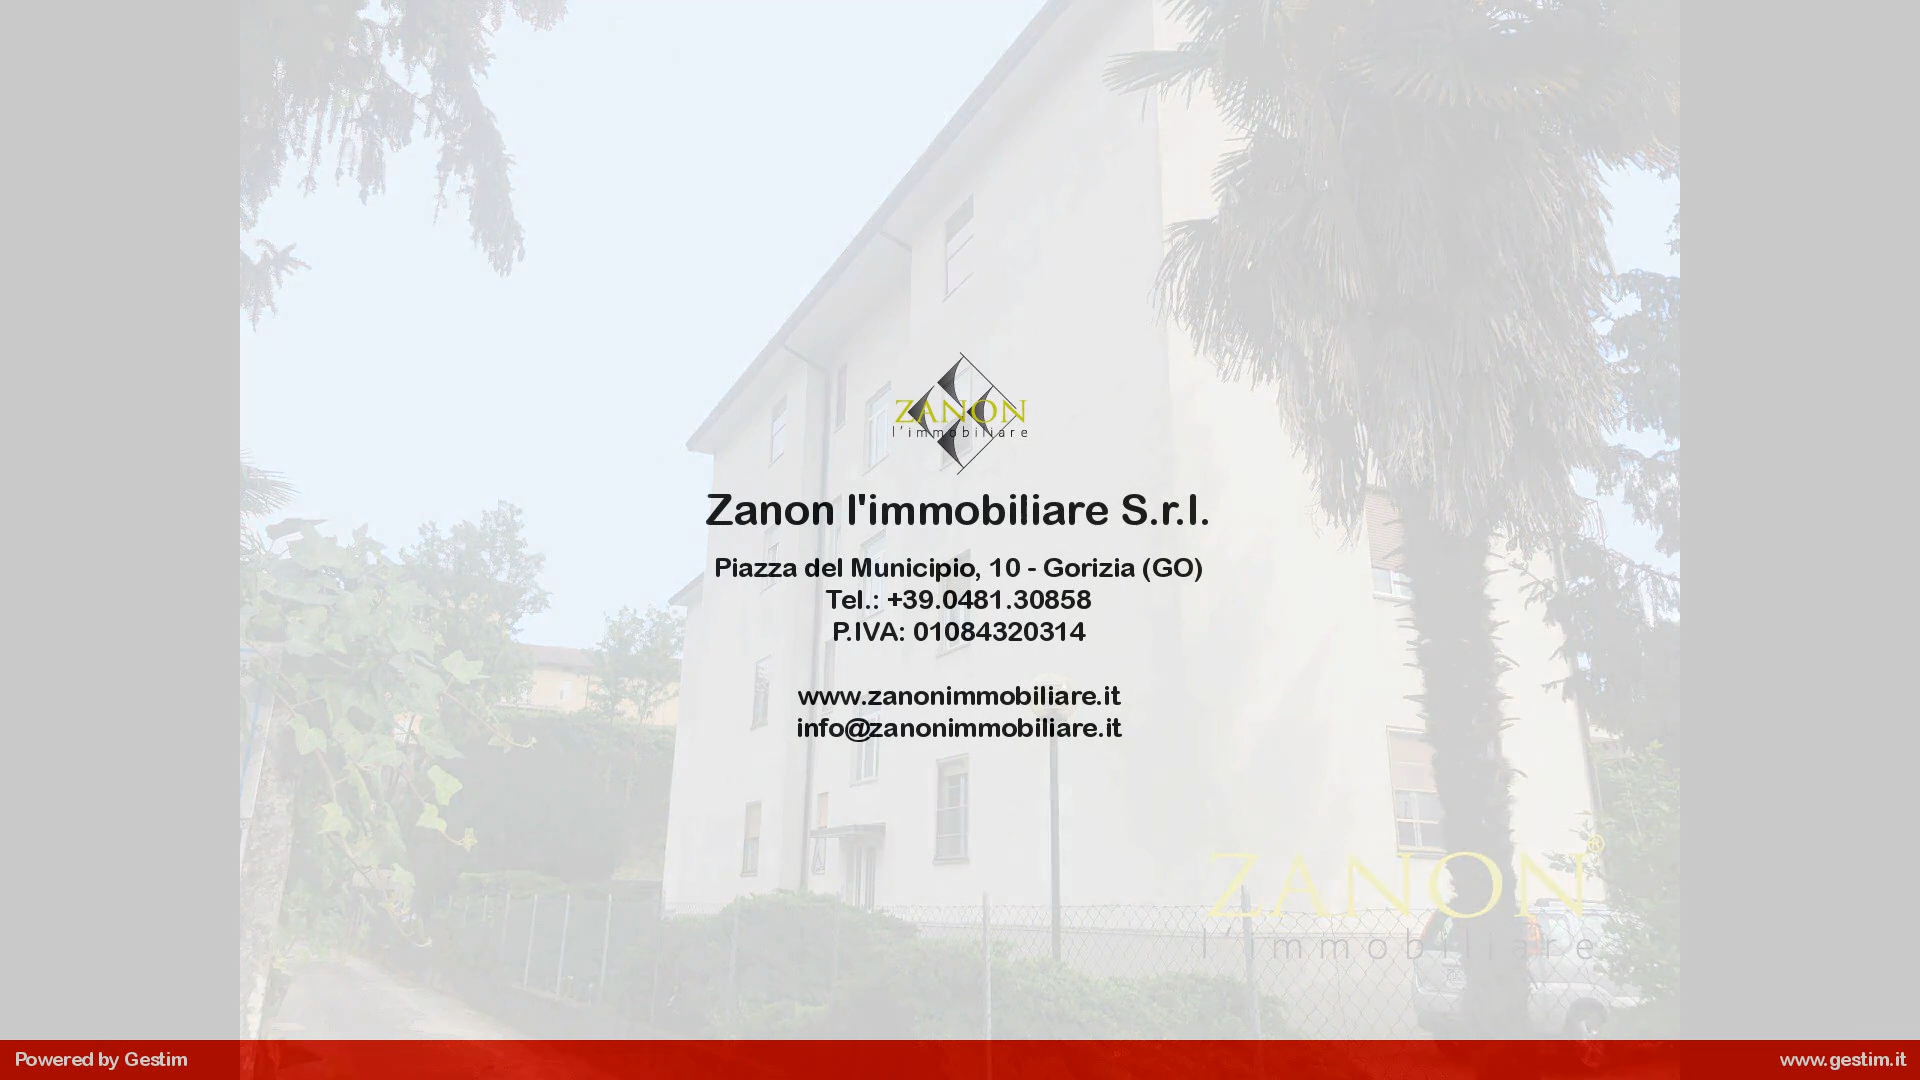 ZANON
l'immobiliare
Zanon l'immobiliare S.r.l.
Piazza del Municipio, 10 - Gorizia (GO)
Tel.: +39.0481.30858
P.IVA: 01084320314
www.zanonimmobiliare.it
info@zanonimmobiliare.it
ZANON®
l'immobiliare
Powered by Gestim
www.gestim.it